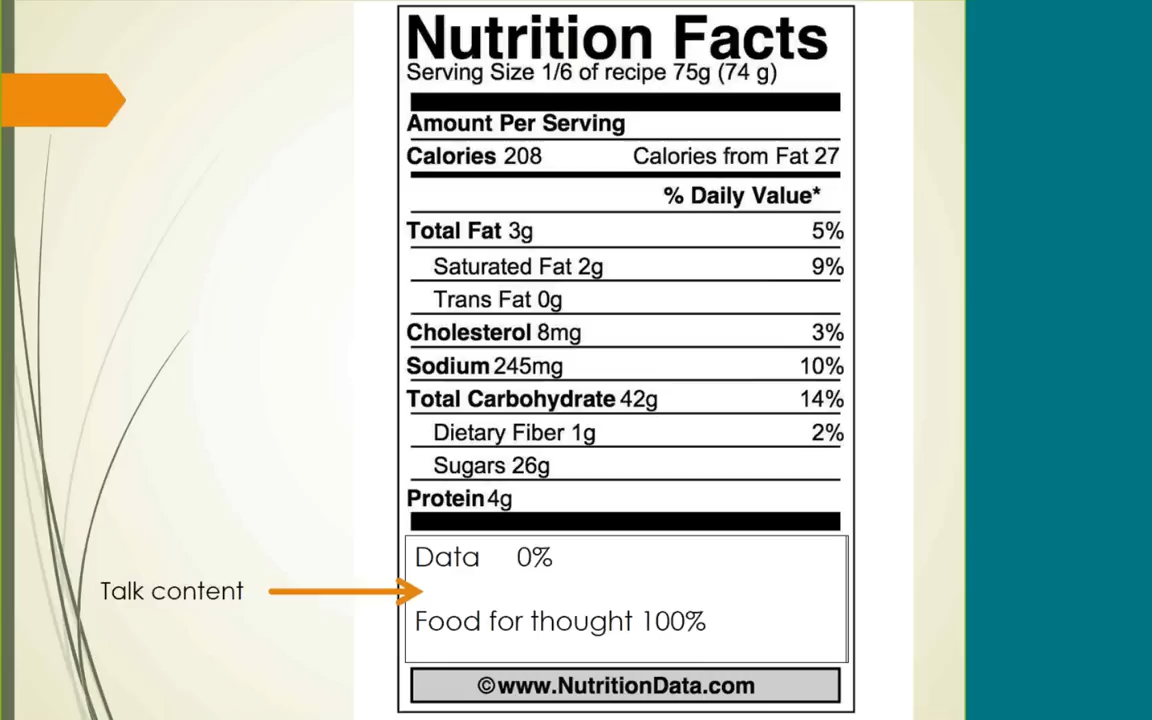 Nutrition Facts
Serving Size 1/6 of recipe 75g (74 g)
Amount Per Serving
Calories 208 Calories from Fat 27
% Daily Value*
Total Fat 3g 5%
Saturated Fat 2g 9%
Trans Fat 0g
Cholesterol 8mg 3%
Sodium 245mg 10%
Total Carbohydrate 42g 14%
Dietary Fiber 1g 2%
Sugars 26g
Protein 4g
Data 0%
Talk content
Food for thought 100%
©www.NutritionData.com